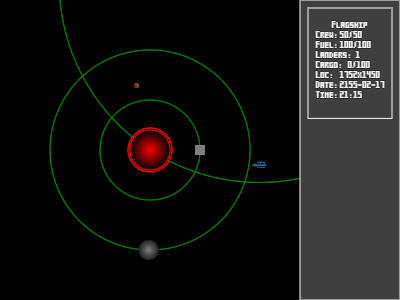 Flagship
Crew: 50/50
Fuel: 100/100
Landers: 1
Cargo: 0/100
Loc: 1752x1450
Date: 2155-02-17
Time: 21:15